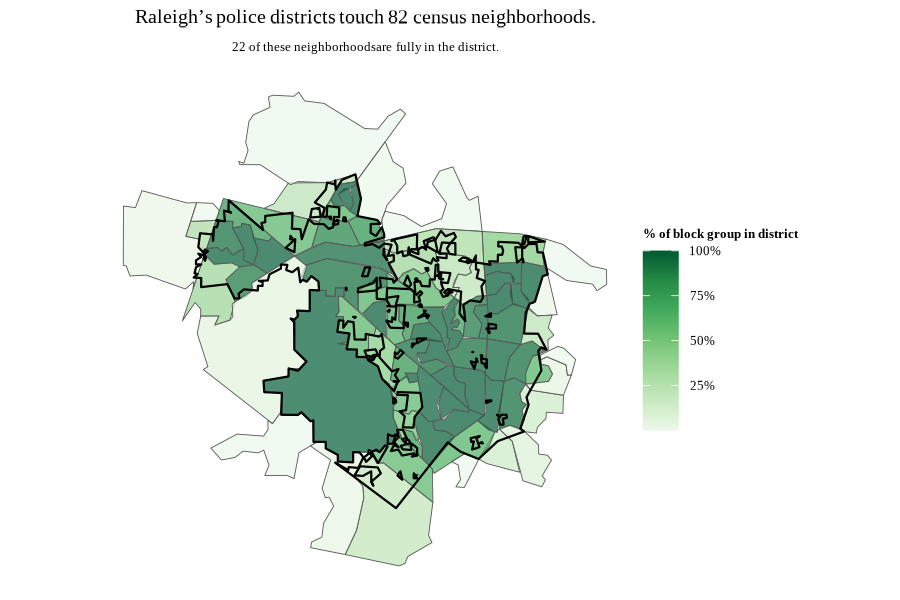 Raleigh's police districts touch 82 census neighborhoods.
22 of these neighborhoodsare fully in the district.
% of block group in district
100%
75%
50%
25%